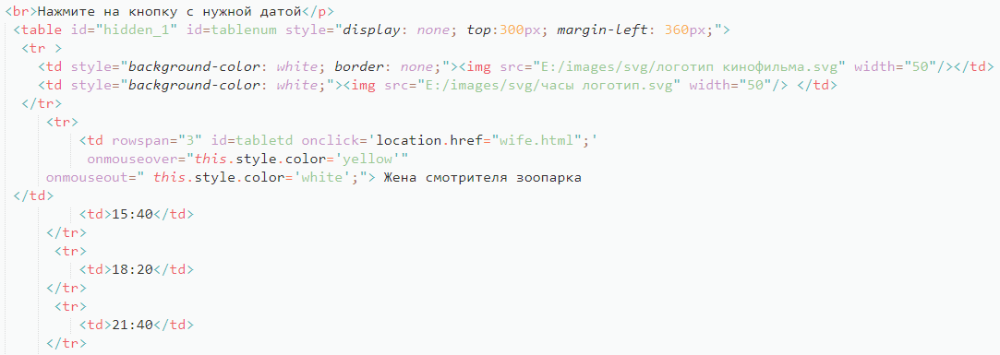 <br>Нажмите на кнопку с нужной датой</p>
<table id="hidden_1" id=tablenum style="display: none; top:300px; margin-left: 360px;">
<tr >
<td style="background-color: white; border: none;"><img src="E:/images/svg/логотип кинофильма.svg" width="50"/></td>
<td style="background-color: white;"><img src="E:/images/svg/часы логотип.svg" width="50"/> </td>
</tr>
<tr>
<td rowspan="3" id=tabletd onclick='location.href="wife.html";'
onmouseover="this.style.color='yellow'"
onmouseout=" this.style.color='white';"> Жена смотрителя зоопарка
</td>
<td>15:40</td>
</tr>
<tr>
<td>18:20</td>
</tr>
<tr>
<td>21:40</td>
</tr>